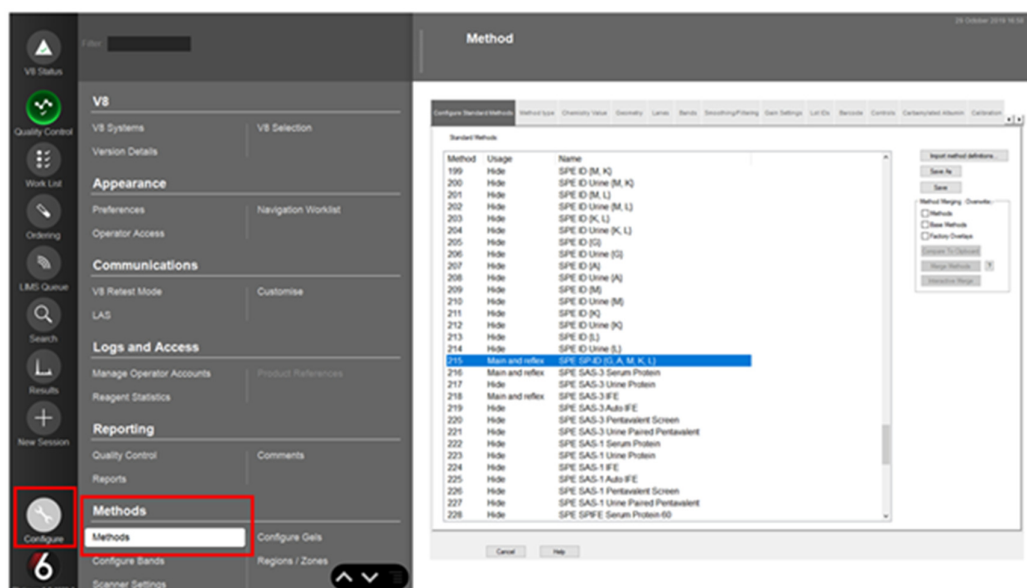 29 October 2019 16:58
Filter
Method
V8 Status
Quality Control
Work List
Ordering
LIMS Queue
Search
Results
New Session
Configure
6
V8
V8 Systems
V8 Selection
Version Details
Appearance
Preferences
Navigation Worklist
Operator Access
Communications
V8 Retest Mode
Customise
LAS
Logs and Access
Manage Operator Accounts
Product References
Reagent Statistics
Reporting
Quality Control
Comments
Reports
Methods
Methods
Configure Gels
Configure Bands
Regions / Zones
Scanner Settings
Configure Standard Methods Method type Chemistry Value Geometry Lanes Bands Smoothing/Filtering Gain Settings Lot IDs Barcode Controls Carbamylated Albumin Calibration
Standard Methods:
Method Usage Name
199 Hide SPE ID {M, K}
200 Hide SPE ID Urine {M, K}
201 Hide SPE ID {M, L}
202 Hide SPE ID Urine {M, L}
203 Hide SPE ID {K, L}
204 Hide SPE ID Urine {K, L}
205 Hide SPE ID {G}
206 Hide SPE ID Urine {G}
207 Hide SPE ID {A}
208 Hide SPE ID Urine {A}
209 Hide SPE ID {M}
210 Hide SPE ID Urine {M}
211 Hide SPE ID {K}
212 Hide SPE ID Urine {K}
213 Hide SPE ID {L}
214 Hide SPE ID Urine {L}
215 Main and reflex SPE SP-ID {G, A, M, K, L}
216 Main and reflex SPE SAS-3 Serum Protein
217 Hide SPE SAS-3 Urine Protein
218 Main and reflex SPE SAS-3 IFE
219 Hide SPE SAS-3 Auto IFE
220 Hide SPE SAS-3 Pentavalent Screen
221 Hide SPE SAS-3 Urine Paired Pentavalent
222 Hide SPE SAS-1 Serum Protein
223 Hide SPE SAS-1 Urine Protein
224 Hide SPE SAS-1 IFE
225 Hide SPE SAS-1 Auto IFE
226 Hide SPE SAS-1 Pentavalent Screen
227 Hide SPE SAS-1 Urine Paired Pentavalent
228 Hide SPE SPIFE Serum Protein-60
Import method definitions...
Save As
Save
Method Merging - Overwrite...
Methods
Base Methods
Factory Overlays
Compare To Clipboard
Merge Methods ?
Interactive Merge
Cancel Help